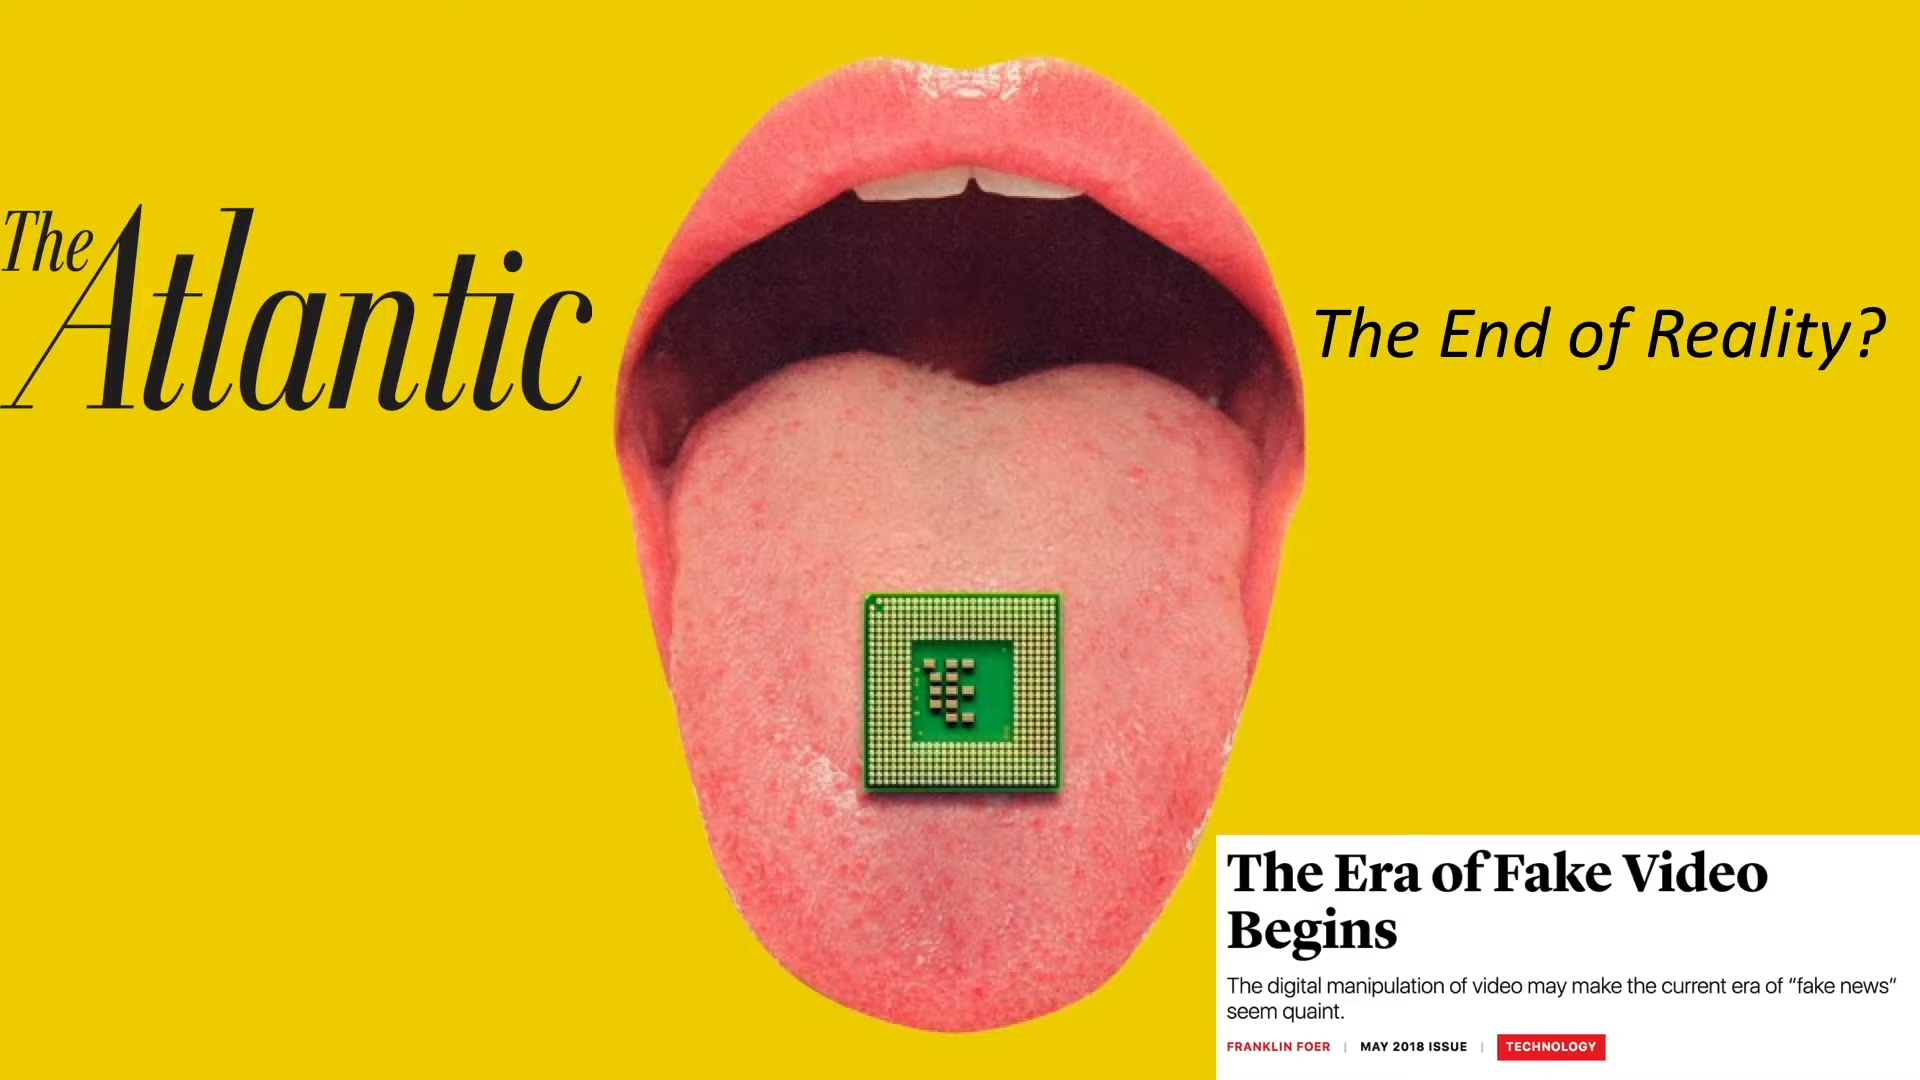 The Atlantic
The End of Reality?
The Era of Fake Video
Begins
The digital manipulation of video may make the current era of “fake news”
seem quaint.
FRANKLIN FOER | MAY 2018 ISSUE | TECHNOLOGY